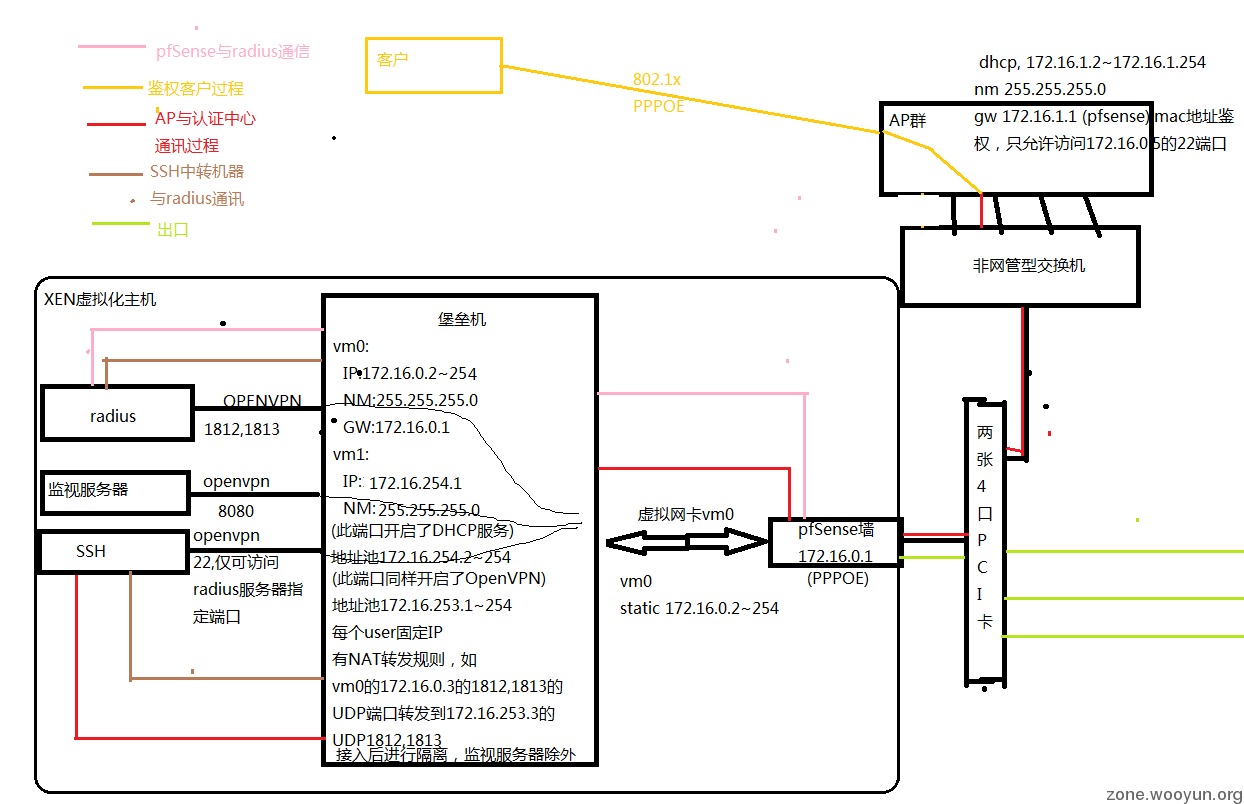 pfSense与radius通信
鉴权客户过程
AP与认证中心
通讯过程
SSH中转机器
与radius通讯
出口
客户
802.1x
PPPOE
dhcp, 172.16.1.2~172.16.1.254
nm 255.255.255.0
gw 172.16.1.1 (pfsense) mac地址鉴
权，只允许访问172.16.0.5的22端口
AP群
非网管型交换机
XEN虚拟化主机
堡垒机
vm0:
IP:172.16.0.2~254
NM:255.255.255.0
GW:172.16.0.1
vm1:
IP: 172.16.254.1
NM:255.255.255.0
(此端口开启了DHCP服务)
地址池172.16.254.2~254
(此端口同样开启了OpenVPN)
地址池172.16.253.1~254
每个user固定IP
有NAT转发规则，如
vm0的172.16.0.3的1812,1813的
UDP端口转发到172.16.253.3的
UDP1812,1813
接入后进行隔离，监视服务器除外
radius
OPENVPN
1812,1813
监视服务器
openvpn
8080
SSH
openvpn
22,仅可访问
radius服务器指
定端口
虚拟网卡vm0
vm0
static 172.16.0.2~254
pfSense墙
172.16.0.1
(PPPOE)
两
张
4
口
P
C
I
卡
zone.wooyun.org